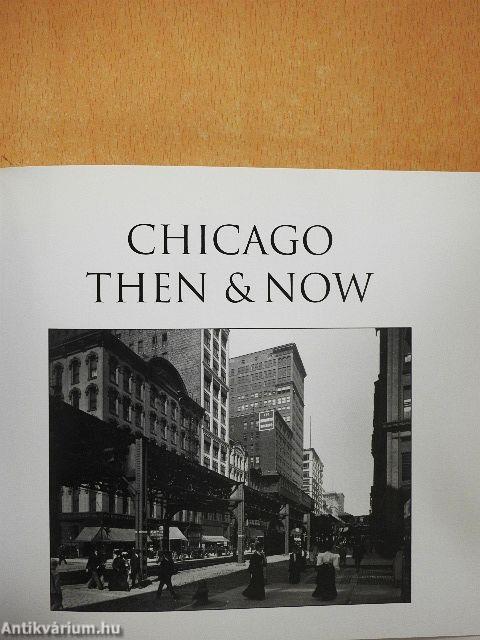 CHICAGO
THEN & NOW
Antikvárium.hu